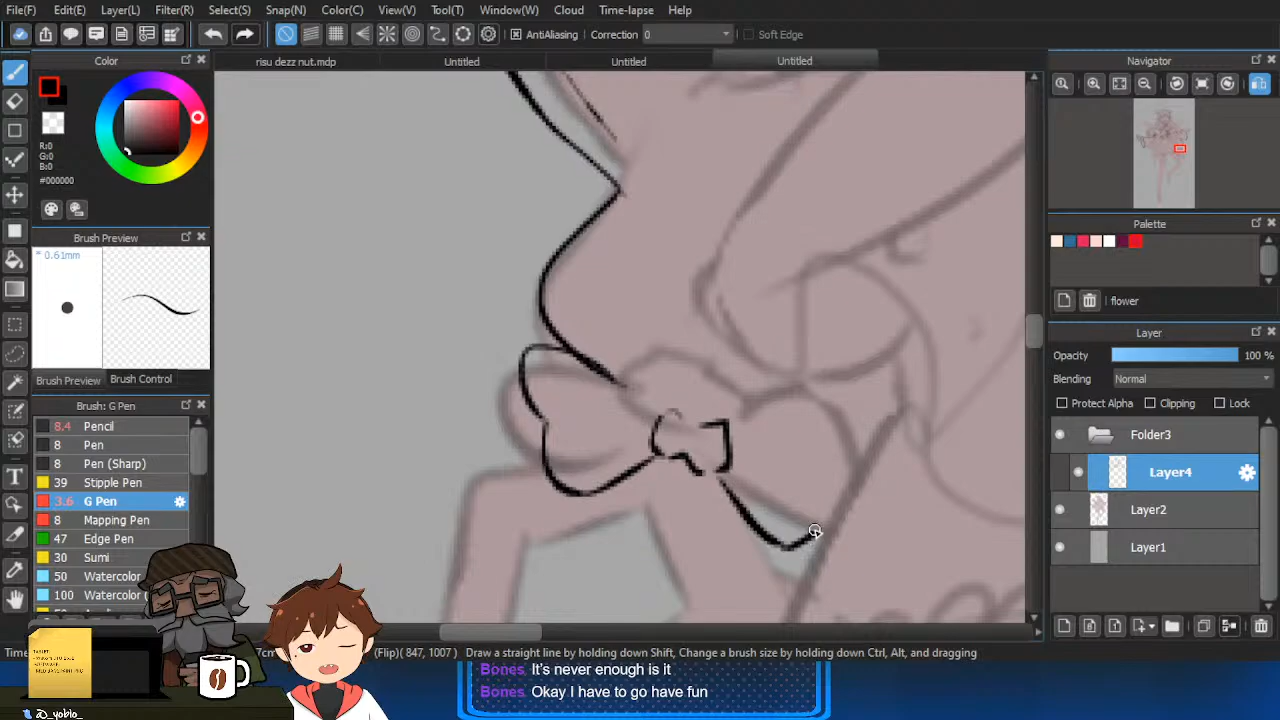 File(F) Edit(E) Layer(L) Filter(R) Select(S) Snap(N) Color(C) View(V) Tool(T) Window(W) Cloud Time-lapse Help
AntiAliasing Correction 0 Soft Edge
Color
risu dezz nut.mdp Untitled Untitled Untitled
Navigator
R:0
G:0
B:0
#000000
Brush Preview
0.61mm
Brush Preview Brush Control
Brush: G Pen
8.4 Pencil
8 Pen
8 Pen (Sharp)
39 Stipple Pen
3.6 G Pen
8 Mapping Pen
47 Edge Pen
30 Sumi
50 Watercolor
100 Watercolor (
Palette
flower
Layer
Opacity 100 %
Blending Normal
Protect Alpha Clipping Lock
Folder3
Layer4
Layer2
Layer1
(Flip)( 847, 1007) Draw a straight line by holding down Shift, Change a brush size by holding down Ctrl, Alt, and dragging
Bones It's never enough is it
Bones Okay I have to go have fun